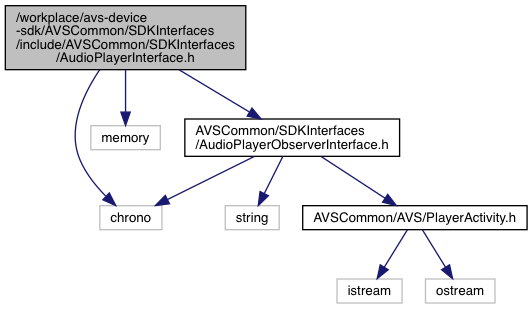 /workplace/avs-device
-sdk/AVSCommon/SDKInterfaces
/include/AVSCommon/SDKInterfaces
/AudioPlayerInterface.h
memory
AVSCommon/SDKInterfaces
/AudioPlayerObserverInterface.h
chrono
string
AVSCommon/AVS/PlayerActivity.h
istream
ostream